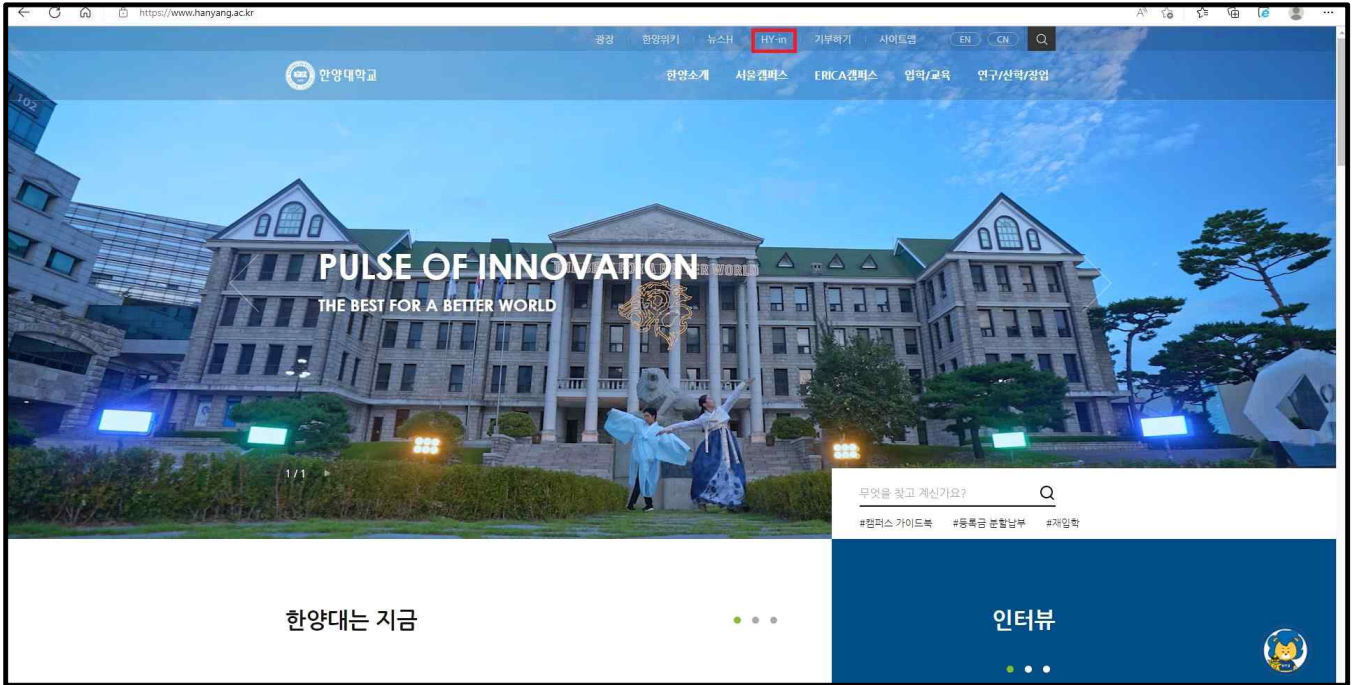 https://www.hanyang.ac.kr
광장 한양위키 뉴스H HY-in 기부하기 사이트맵 EN CN
한양대학교 한양소개 서울캠퍼스 ERICA캠퍼스 입학/교육 연구/산학/창업
102
PULSE OF INNOVATION
THE BEST FOR A BETTER WORLD
1 / 1
무엇을 찾고 계신가요?
#캠퍼스 가이드북 #등록금 분할납부 #재입학
한양대는 지금
인터뷰